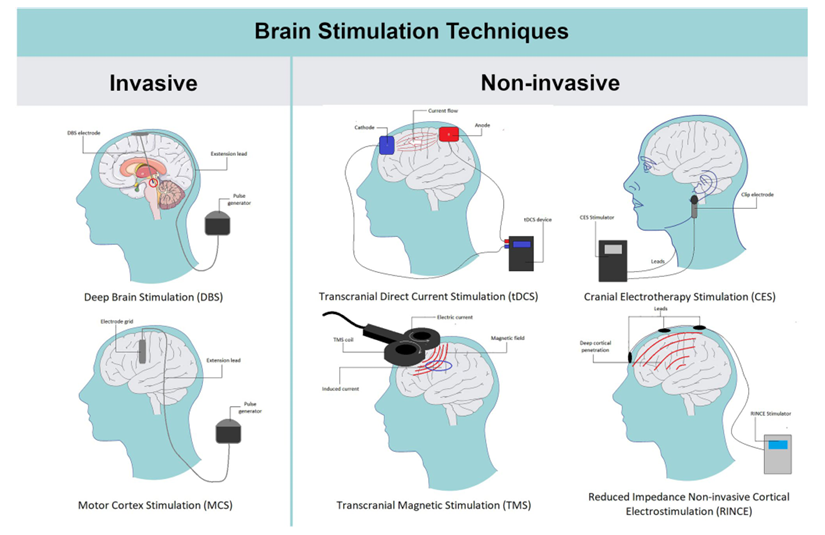 Brain Stimulation Techniques
Invasive
Non-invasive
DBS electrode
Exstension lead
Pulse
generator
Deep Brain Stimulation (DBS)
Current flow
Cathode
Anode
tDCS device
Transcranial Direct Current Stimulation (tDCS)
Clip electrode
CES Stimulator
Leads
Cranial Electrotherapy Stimulation (CES)
Electrode grid
Extension lead
Pulse
generator
Motor Cortex Stimulation (MCS)
Electric current
TMS coil
Magnetic field
Induced current
Transcranial Magnetic Stimulation (TMS)
Leads
Deep cortical
penetration
RINCE Stimulator
Reduced Impedance Non-invasive Cortical
Electrostimulation (RINCE)